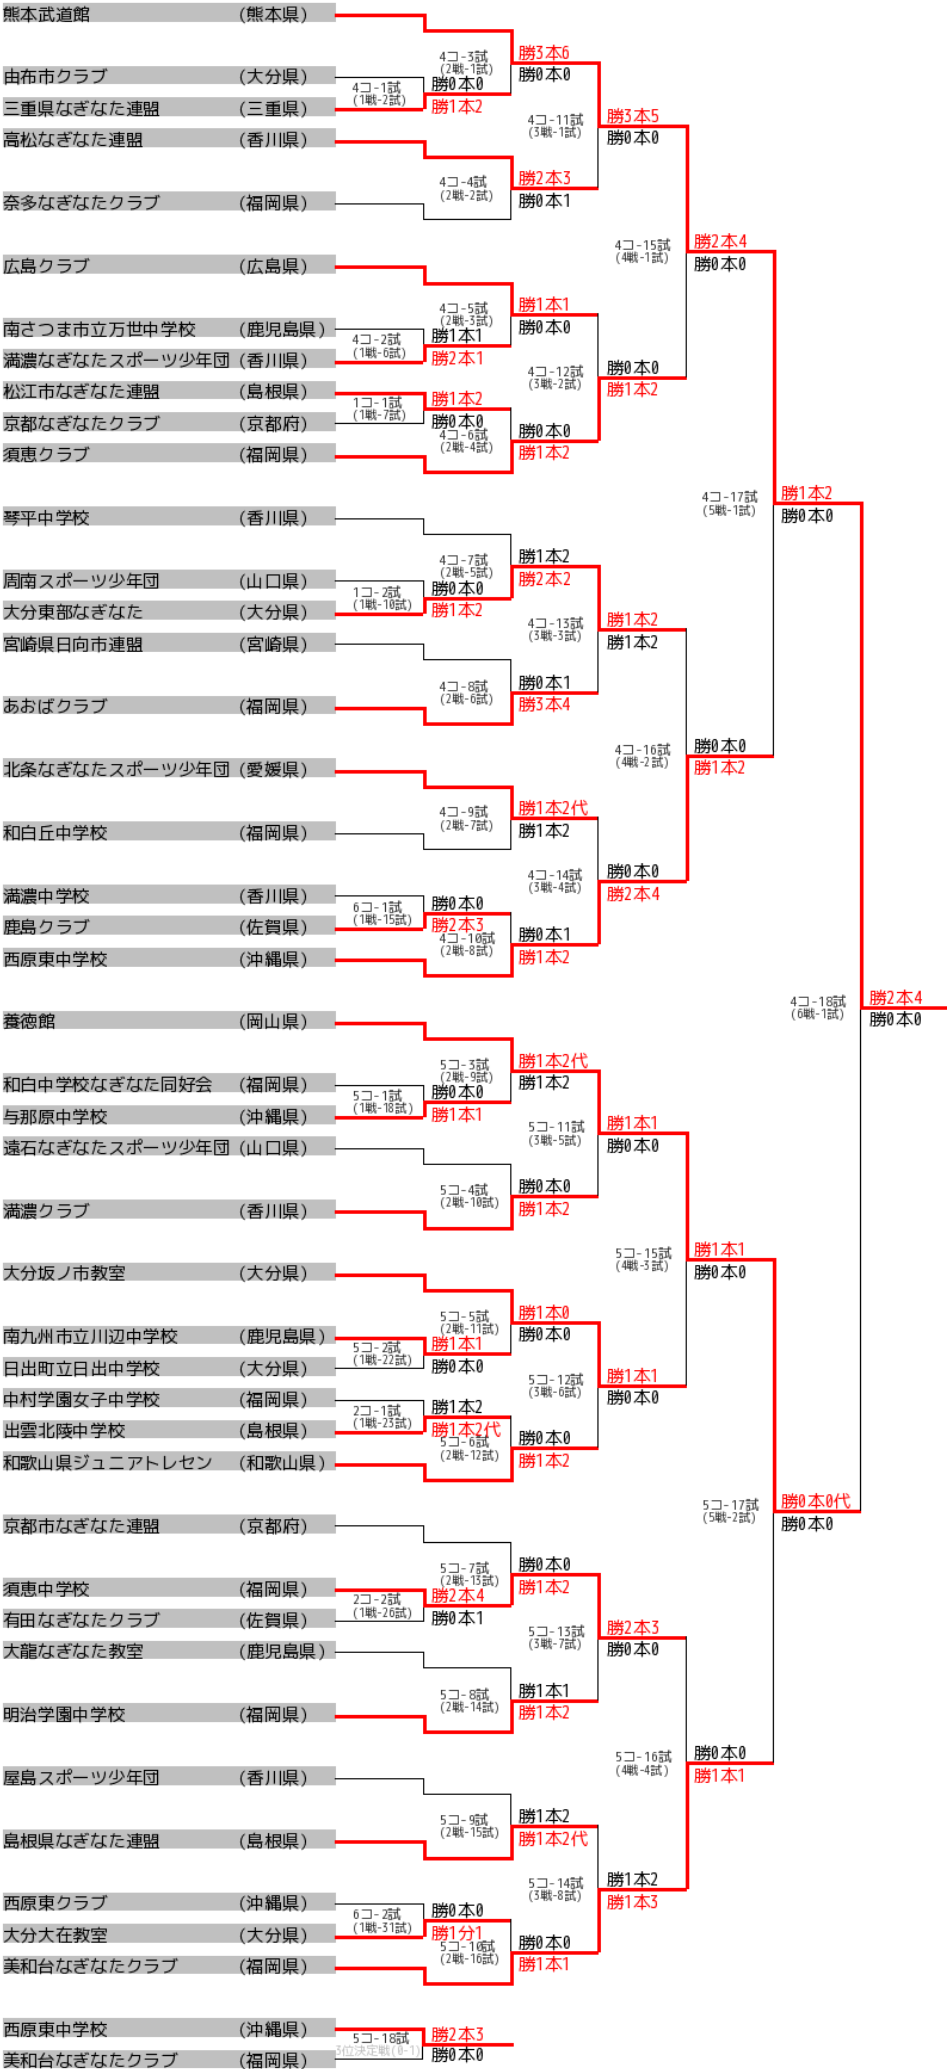 熊本武道館 (熊本県)
勝3本6
4コ-3試
(2戦-1試)
勝0本0
由布市クラブ (大分県)
勝0本0
4コ-1試
(1戦-2試)
三重県なぎなた連盟 (三重県)
勝1本2
勝3本5
4コ-11試
(3戦-1試)
勝0本0
高松なぎなた連盟 (香川県)
勝2本3
4コ-4試
(2戦-2試)
勝0本1
奈多なぎなたクラブ (福岡県)
勝2本4
4コ-15試
(4戦-1試)
勝0本0
広島クラブ (広島県)
勝1本1
4コ-5試
(2戦-3試)
勝0本0
南さつま市立万世中学校 (鹿児島県)
勝1本1
4コ-2試
(1戦-6試)
満濃なぎなたスポーツ少年団 (香川県)
勝2本1
勝0本0
4コ-12試
(3戦-2試)
勝1本2
松江市なぎなた連盟 (島根県)
勝1本2
1コ-1試
(1戦-7試)
京都なぎなたクラブ (京都府)
勝0本0
勝0本0
4コ-6試
(2戦-4試)
勝1本2
須恵クラブ (福岡県)
勝1本2
4コ-17試
(5戦-1試)
勝0本0
琴平中学校 (香川県)
勝1本2
4コ-7試
(2戦-5試)
勝2本2
周南スポーツ少年団 (山口県)
勝0本0
1コ-2試
(1戦-10試)
大分東部なぎなた (大分県)
勝1本2
勝1本2
4コ-13試
(3戦-3試)
勝1本2
宮崎県日向市連盟 (宮崎県)
勝0本1
4コ-8試
(2戦-6試)
勝3本4
あおばクラブ (福岡県)
勝0本0
4コ-16試
(4戦-2試)
勝1本2
北条なぎなたスポーツ少年団 (愛媛県)
勝1本2代
4コ-9試
(2戦-7試)
勝1本2
和白丘中学校 (福岡県)
勝0本0
4コ-14試
(3戦-4試)
勝2本4
満濃中学校 (香川県)
勝0本0
6コ-1試
(1戦-15試)
鹿島クラブ (佐賀県)
勝2本3
勝0本1
4コ-10試
(2戦-8試)
勝1本2
西原東中学校 (沖縄県)
勝2本4
4コ-18試
(6戦-1試)
勝0本0
養徳館 (岡山県)
勝1本2代
5コ-3試
(2戦-9試)
勝1本2
和白中学校なぎなた同好会 (福岡県)
勝0本0
5コ-1試
(1戦-18試)
与那原中学校 (沖縄県)
勝1本1
勝1本1
5コ-11試
(3戦-5試)
勝0本0
遠石なぎなたスポーツ少年団 (山口県)
勝0本0
5コ-4試
(2戦-10試)
勝1本2
満濃クラブ (香川県)
勝1本1
5コ-15試
(4戦-3試)
勝0本0
大分坂ノ市教室 (大分県)
勝1本0
5コ-5試
(2戦-11試)
勝0本0
南九州市立川辺中学校 (鹿児島県)
勝1本1
5コ-2試
(1戦-22試)
日出町立日出中学校 (大分県)
勝0本0
勝1本1
5コ-12試
(3戦-6試)
勝0本0
中村学園女子中学校 (福岡県)
勝1本2
2コ-1試
(1戦-23試)
出雲北陵中学校 (島根県)
勝1本2代
勝0本0
5コ-6試
(2戦-12試)
勝1本2
和歌山県ジュニアトレセン (和歌山県)
勝0本0代
5コ-17試
(5戦-2試)
勝0本0
京都市なぎなた連盟 (京都府)
勝0本0
5コ-7試
(2戦-13試)
勝1本2
須恵中学校 (福岡県)
勝2本4
2コ-2試
(1戦-26試)
有田なぎなたクラブ (佐賀県)
勝0本1
勝2本3
5コ-13試
(3戦-7試)
勝0本0
大龍なぎなた教室 (鹿児島県)
勝1本1
5コ-8試
(2戦-14試)
勝1本2
明治学園中学校 (福岡県)
勝0本0
5コ-16試
(4戦-4試)
勝1本1
屋島スポーツ少年団 (香川県)
勝1本2
5コ-9試
(2戦-15試)
勝1本2代
島根県なぎなた連盟 (島根県)
勝1本2
5コ-14試
(3戦-8試)
勝1本3
西原東クラブ (沖縄県)
勝0本0
6コ-2試
(1戦-31試)
大分大在教室 (大分県)
勝1分1
勝0本0
5コ-10試
(2戦-16試)
勝1本1
美和台なぎなたクラブ (福岡県)
西原東中学校 (沖縄県)
勝2本3
5コ-18試
3位決定戦(0-1)
美和台なぎなたクラブ (福岡県)
勝0本0